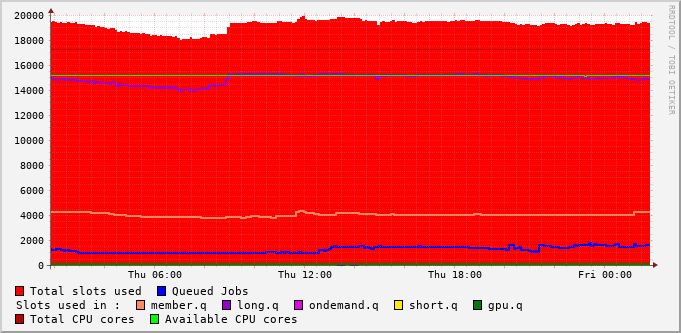 20000
18000
16000
14000
12000
10000
8000
6000
4000
2000
0
Thu 06:00 Thu 12:00 Thu 18:00 Fri 00:00
RRDTOOL / TOBI OETIKER
Total slots used Queued Jobs
Slots used in : member.q long.q ondemand.q short.q gpu.q
Total CPU cores Available CPU cores